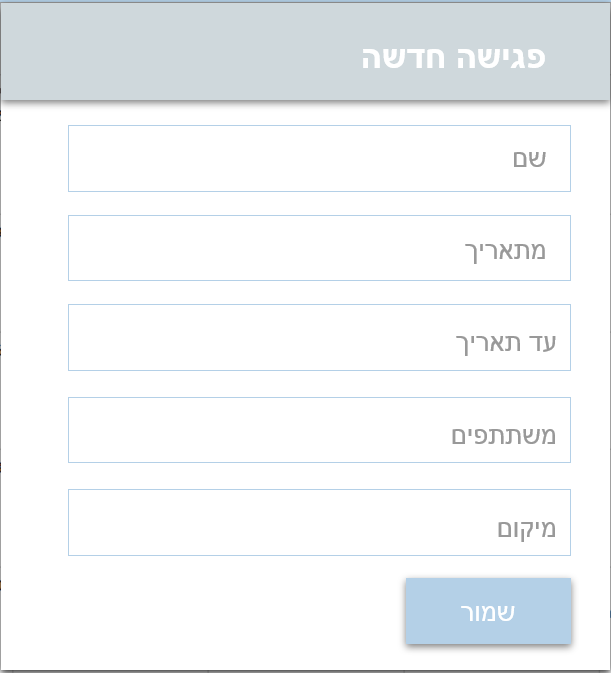 פגישה חדשה
שם
מתאריך
עד תאריך
משתתפים
מיקום
שמור